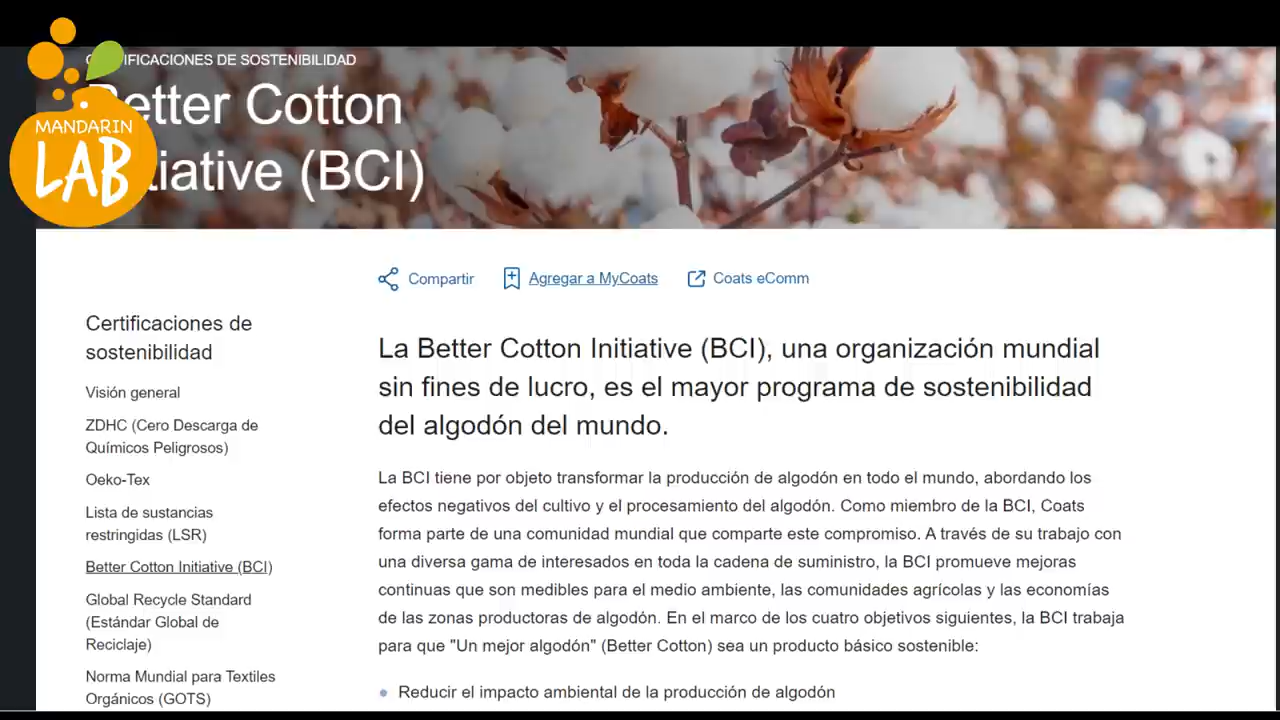 MANDARIN
LAB
IFICACIONES DE SOSTENIBILIDAD
etter Cotton
tiative (BCI)
Compartir
Agregar a MyCoats
Coats eComm
Certificaciones de
sostenibilidad
Visión general
ZDHC (Cero Descarga de
Químicos Peligrosos)
Oeko-Tex
Lista de sustancias
restringidas (LSR)
Better Cotton Initiative (BCI)
Global Recycle Standard
(Estándar Global de
Reciclaje)
Norma Mundial para Textiles
Orgánicos (GOTS)
La Better Cotton Initiative (BCI), una organización mundial
sin fines de lucro, es el mayor programa de sostenibilidad
del algodón del mundo.
La BCI tiene por objeto transformar la producción de algodón en todo el mundo, abordando los
efectos negativos del cultivo y el procesamiento del algodón. Como miembro de la BCI, Coats
forma parte de una comunidad mundial que comparte este compromiso. A través de su trabajo con
una diversa gama de interesados en toda la cadena de suministro, la BCI promueve mejoras
continuas que son medibles para el medio ambiente, las comunidades agrícolas y las economías
de las zonas productoras de algodón. En el marco de los cuatro objetivos siguientes, la BCI trabaja
para que "Un mejor algodón" (Better Cotton) sea un producto básico sostenible:
Reducir el impacto ambiental de la producción de algodón